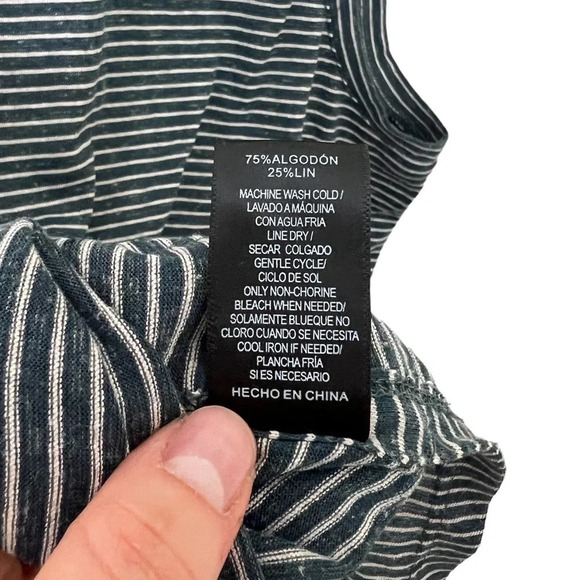 75%ALGODÓN
25%LIN
MACHINE WASH COLD/
LAVADO A MÁQUINA
CON AGUA FRIA
LINE DRY/
SECAR COLGADO
GENTLE CYCLE/
CICLO DE SOL
ONLY NON-CHORINE
BLEACH WHEN NEEDED/
SOLAMENTE BLUEQUE NO
CLORO CUANDO SE NECESITA
COOL IRON IF NEEDED/
PLANCHA FRÍA
SI ES NECESARIO
HECHO EN CHINA